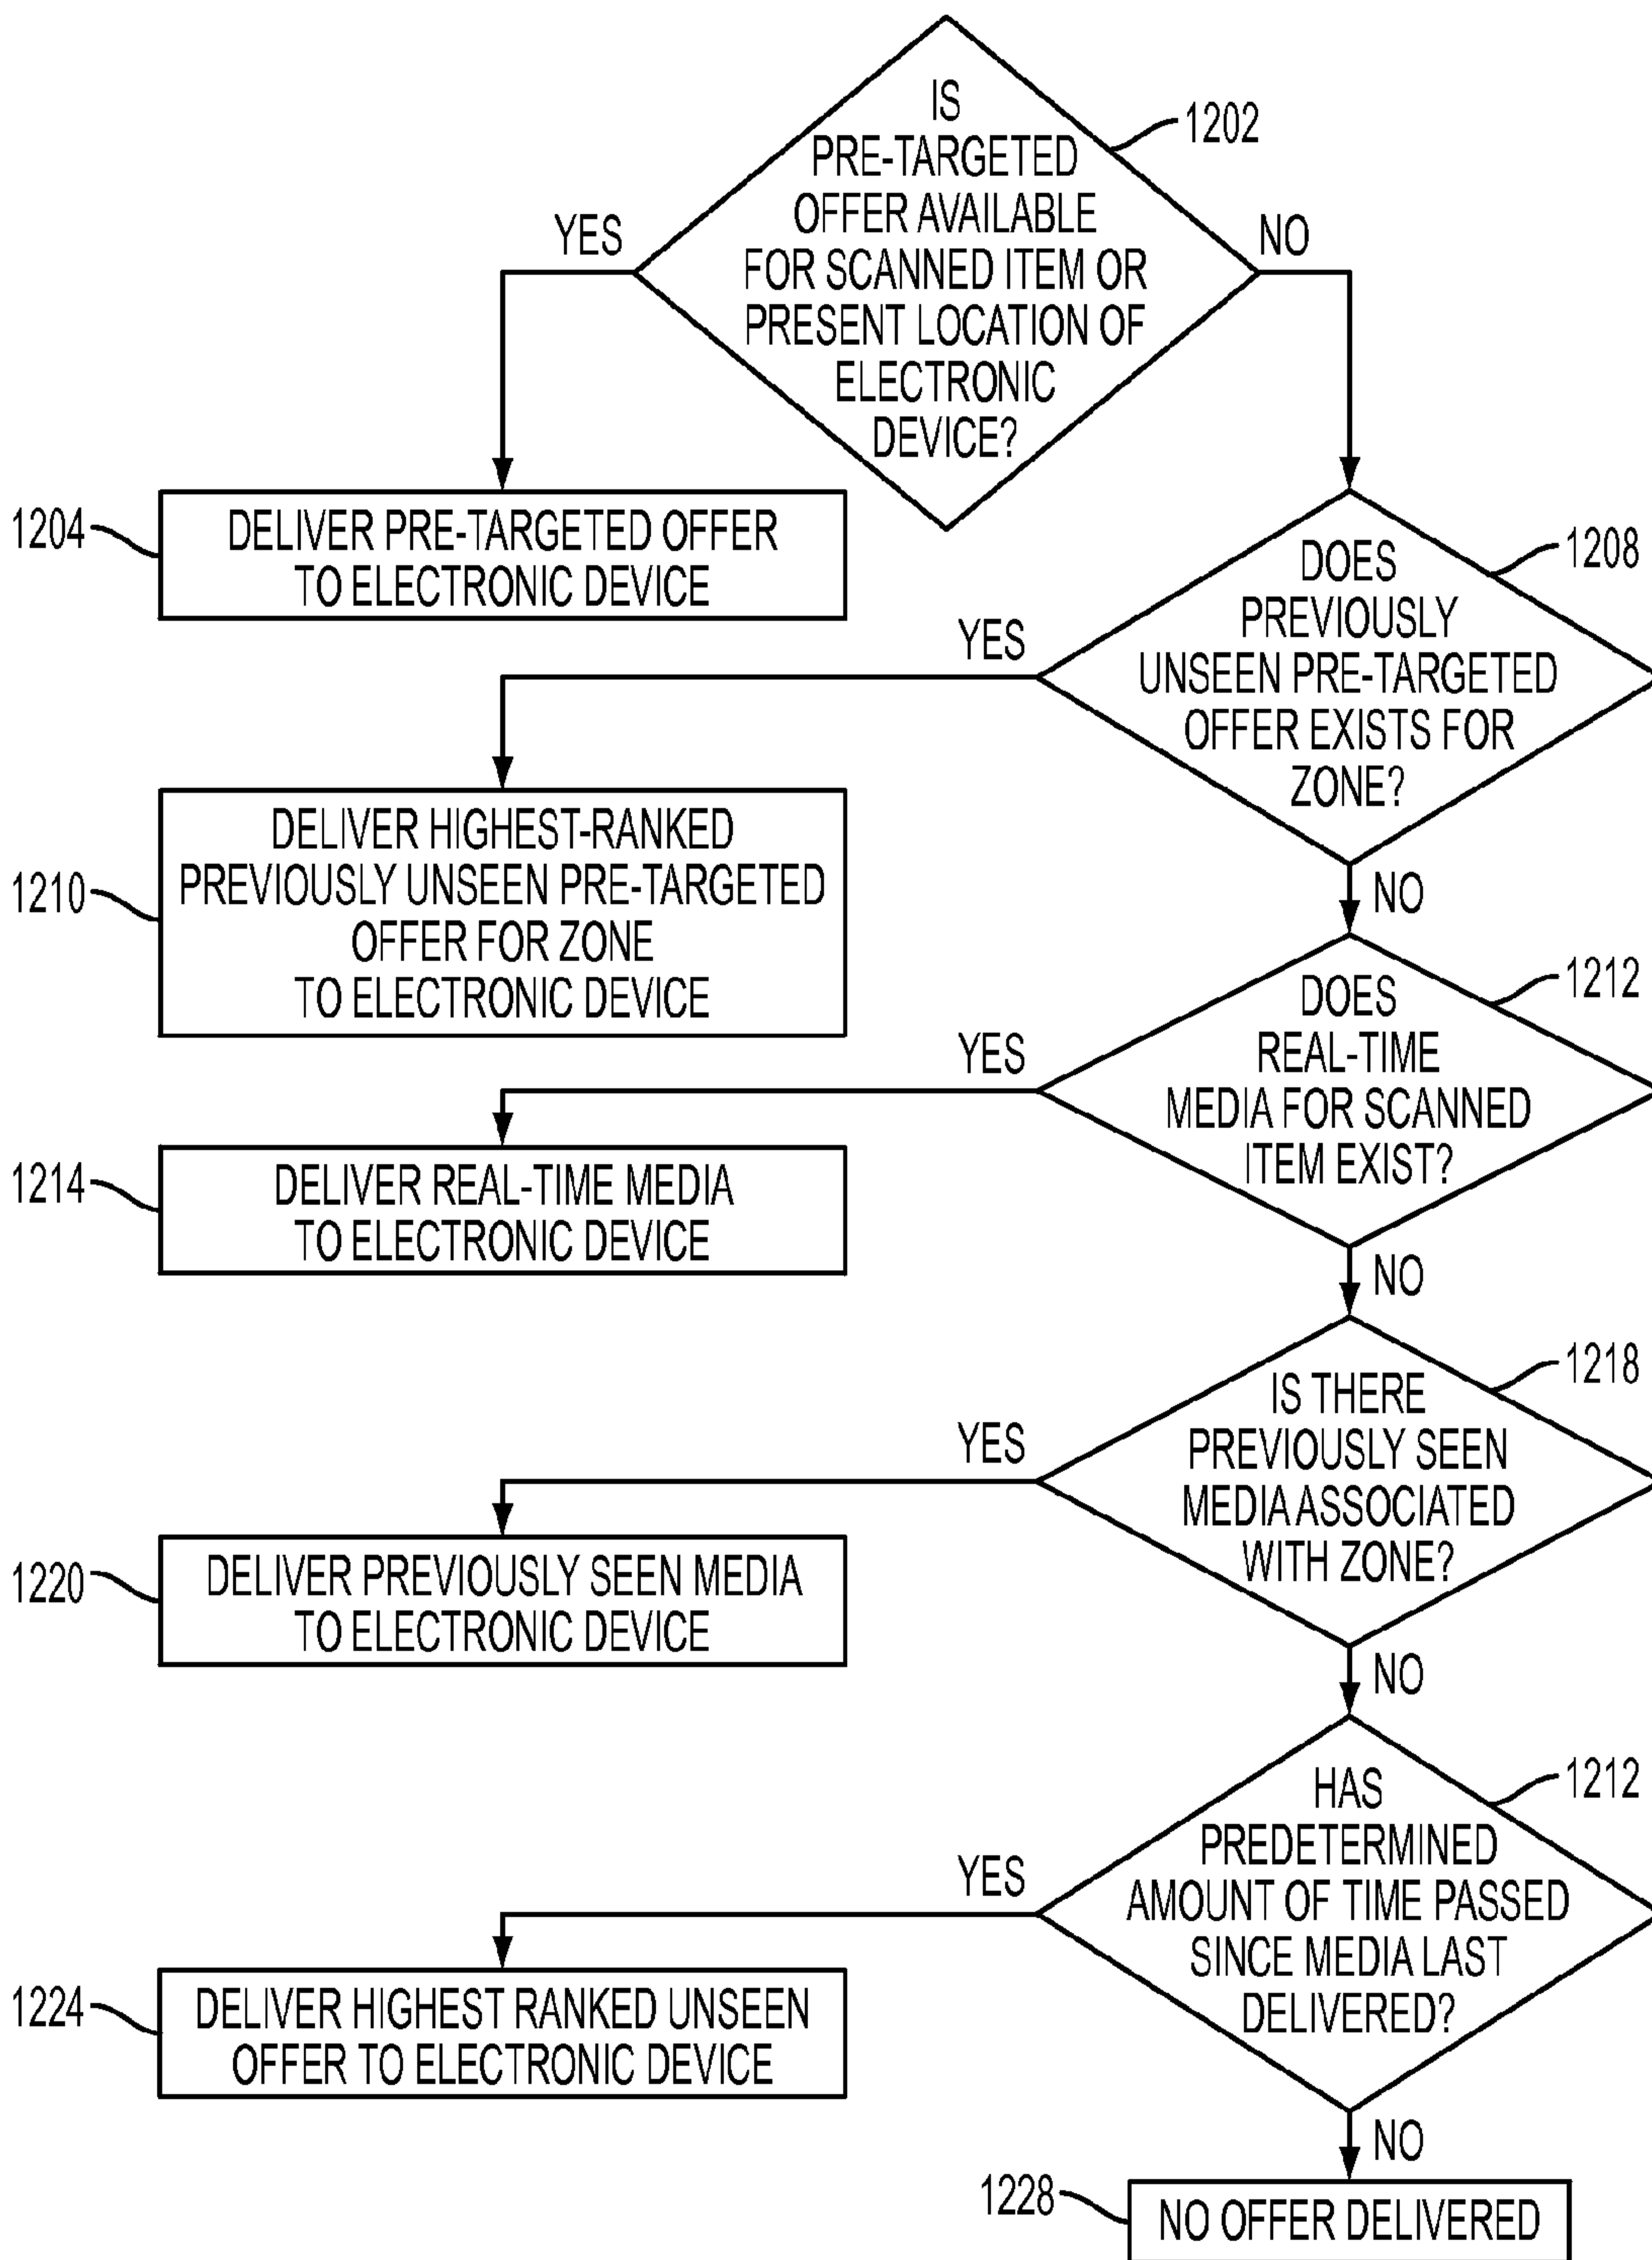 IS
PRE-TARGETED
OFFER AVAILABLE
FOR SCANNED ITEM OR
PRESENT LOCATION OF
ELECTRONIC
DEVICE?
1202
YES
NO
1204
DELIVER PRE-TARGETED OFFER
TO ELECTRONIC DEVICE
DOES
PREVIOUSLY
UNSEEN PRE-TARGETED
OFFER EXISTS FOR
ZONE?
1208
YES
NO
1210
DELIVER HIGHEST-RANKED
PREVIOUSLY UNSEEN PRE-TARGETED
OFFER FOR ZONE
TO ELECTRONIC DEVICE
DOES
REAL-TIME
MEDIA FOR SCANNED
ITEM EXIST?
1212
YES
NO
1214
DELIVER REAL-TIME MEDIA
TO ELECTRONIC DEVICE
IS THERE
PREVIOUSLY SEEN
MEDIA ASSOCIATED
WITH ZONE?
1218
YES
NO
1220
DELIVER PREVIOUSLY SEEN MEDIA
TO ELECTRONIC DEVICE
HAS
PREDETERMINED
AMOUNT OF TIME PASSED
SINCE MEDIA LAST
DELIVERED?
1212
YES
NO
1224
DELIVER HIGHEST RANKED UNSEEN
OFFER TO ELECTRONIC DEVICE
1228
NO OFFER DELIVERED